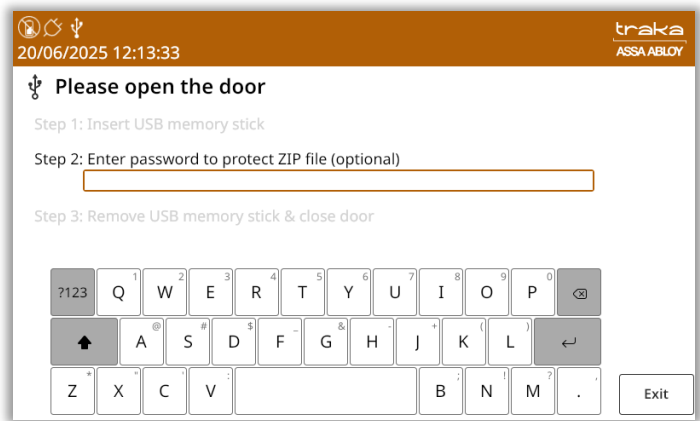 traka
20/06/2025 12:13:33
ASSA ABLOY
Please open the door
Step 1: Insert USB memory stick
Step 2: Enter password to protect ZIP file (optional)
Step 3: Remove USB memory stick & close door
?123 Q 1 W 2 E 3 R 4 T 5 Y 6 U 7 I 8 O 9 P 0
A @ S # D $ F _ G & H - J + K ( L )
Z * X " C ' V : B ; N ! M ? . ,
Exit